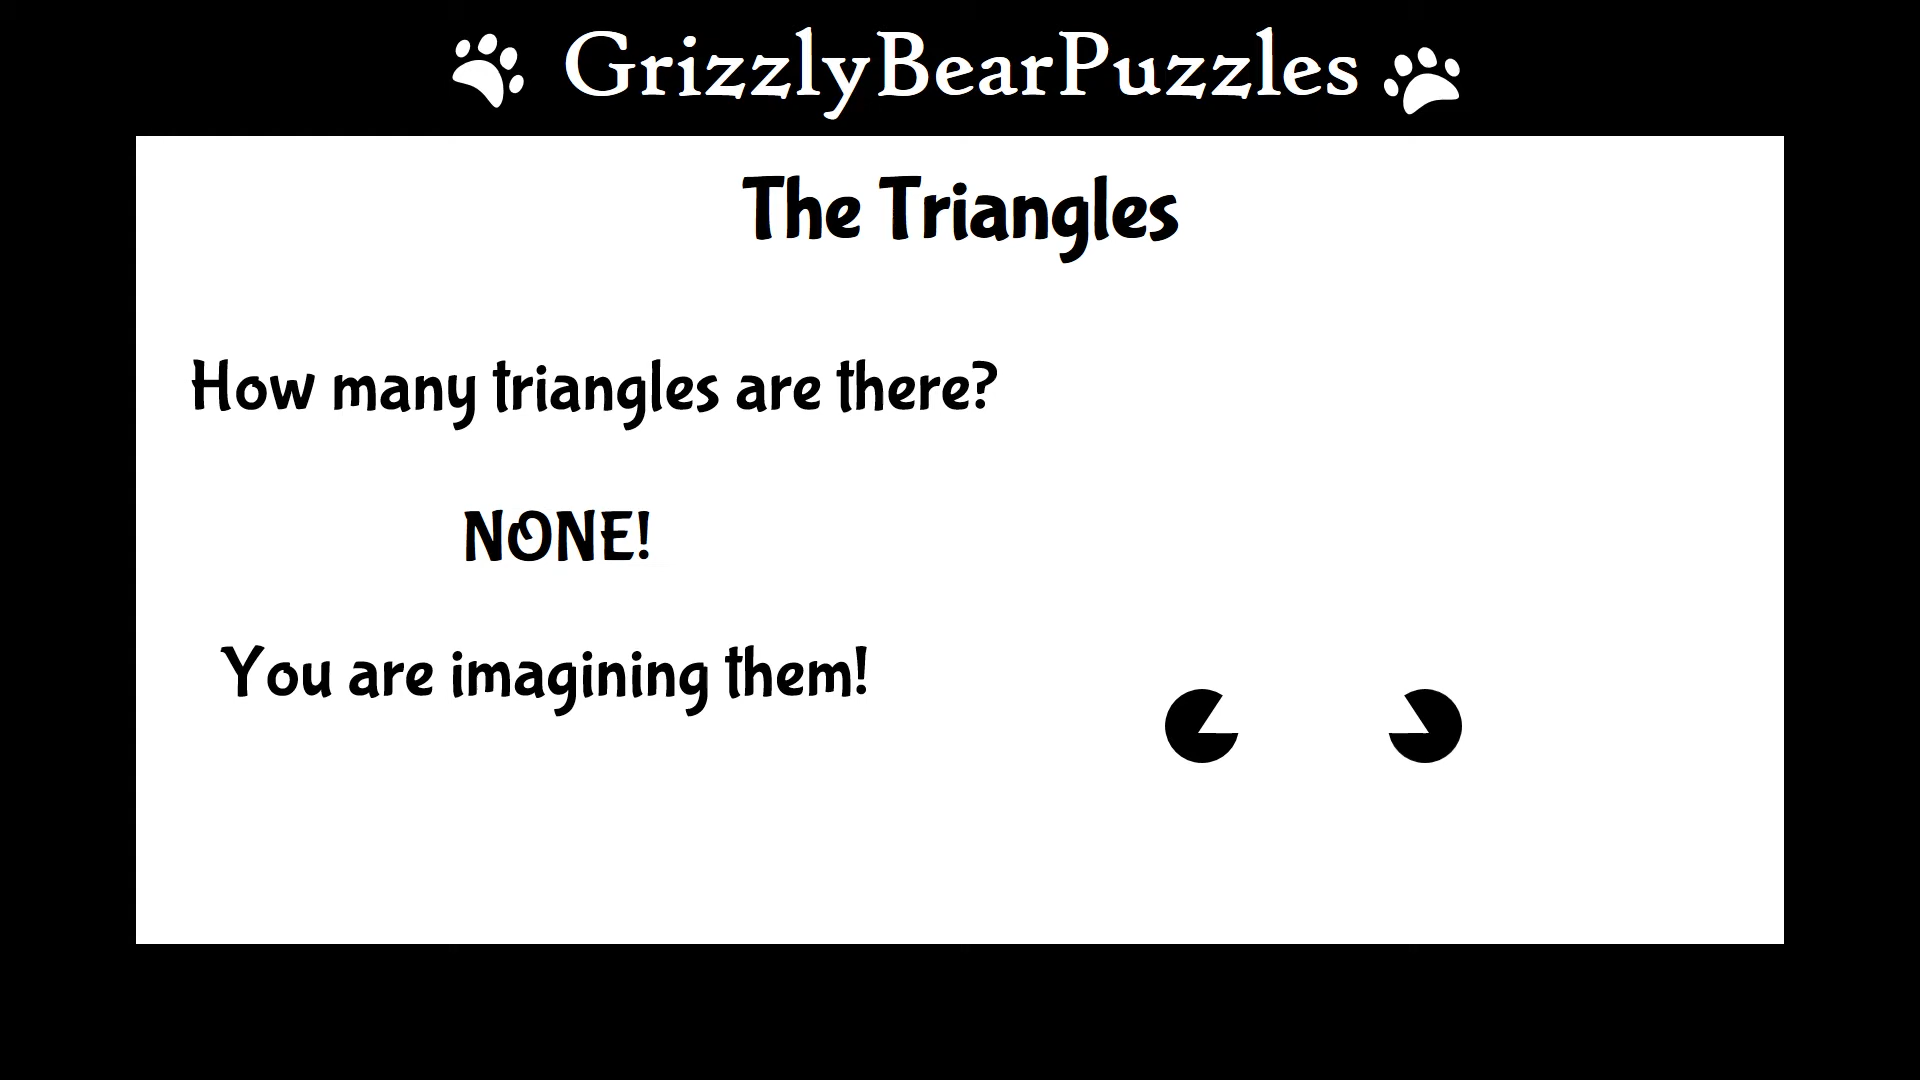 GrizzlyBearPuzzles
The Triangles
How many triangles are there?
NONE!
You are imagining them!